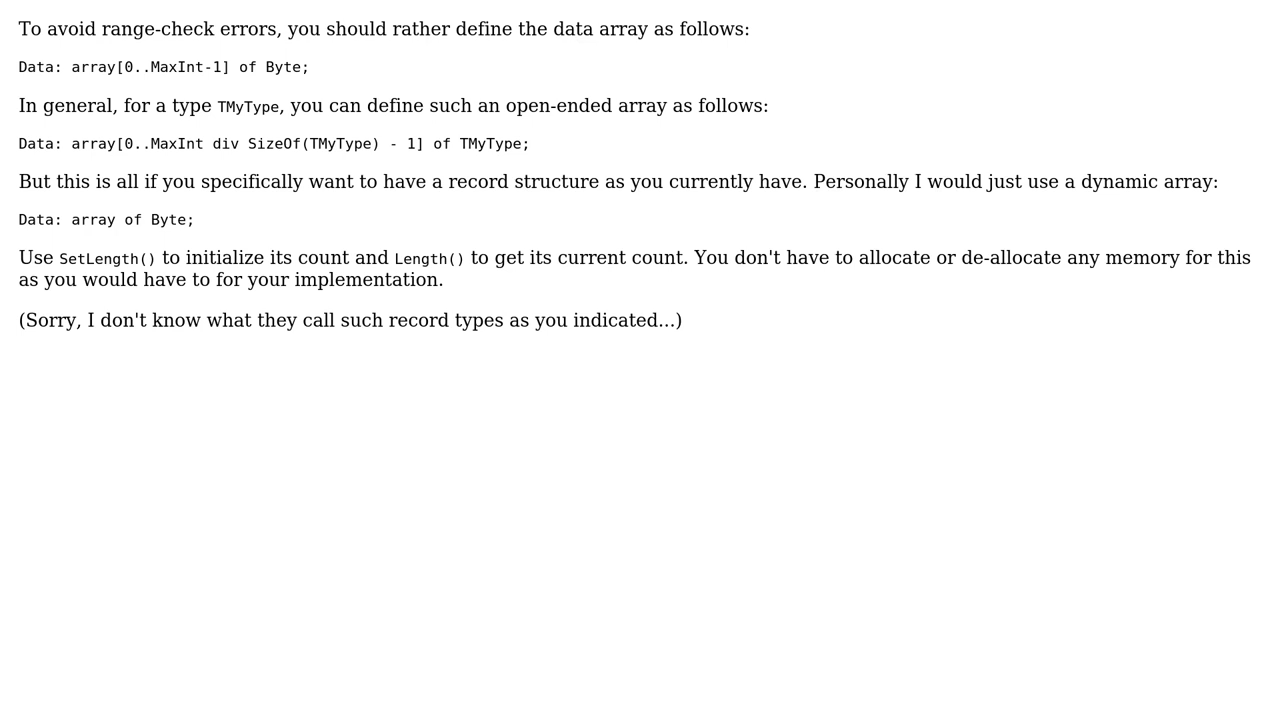 To avoid range-check errors, you should rather define the data array as follows:
Data: array[0..MaxInt-1] of Byte;
In general, for a type TMyType, you can define such an open-ended array as follows:
Data: array[0..MaxInt div SizeOf(TMyType) - 1] of TMyType;
But this is all if you specifically want to have a record structure as you currently have. Personally I would just use a dynamic array:
Data: array of Byte;
Use SetLength() to initialize its count and Length() to get its current count. You don't have to allocate or de-allocate any memory for this
as you would have to for your implementation.
(Sorry, I don't know what they call such record types as you indicated...)